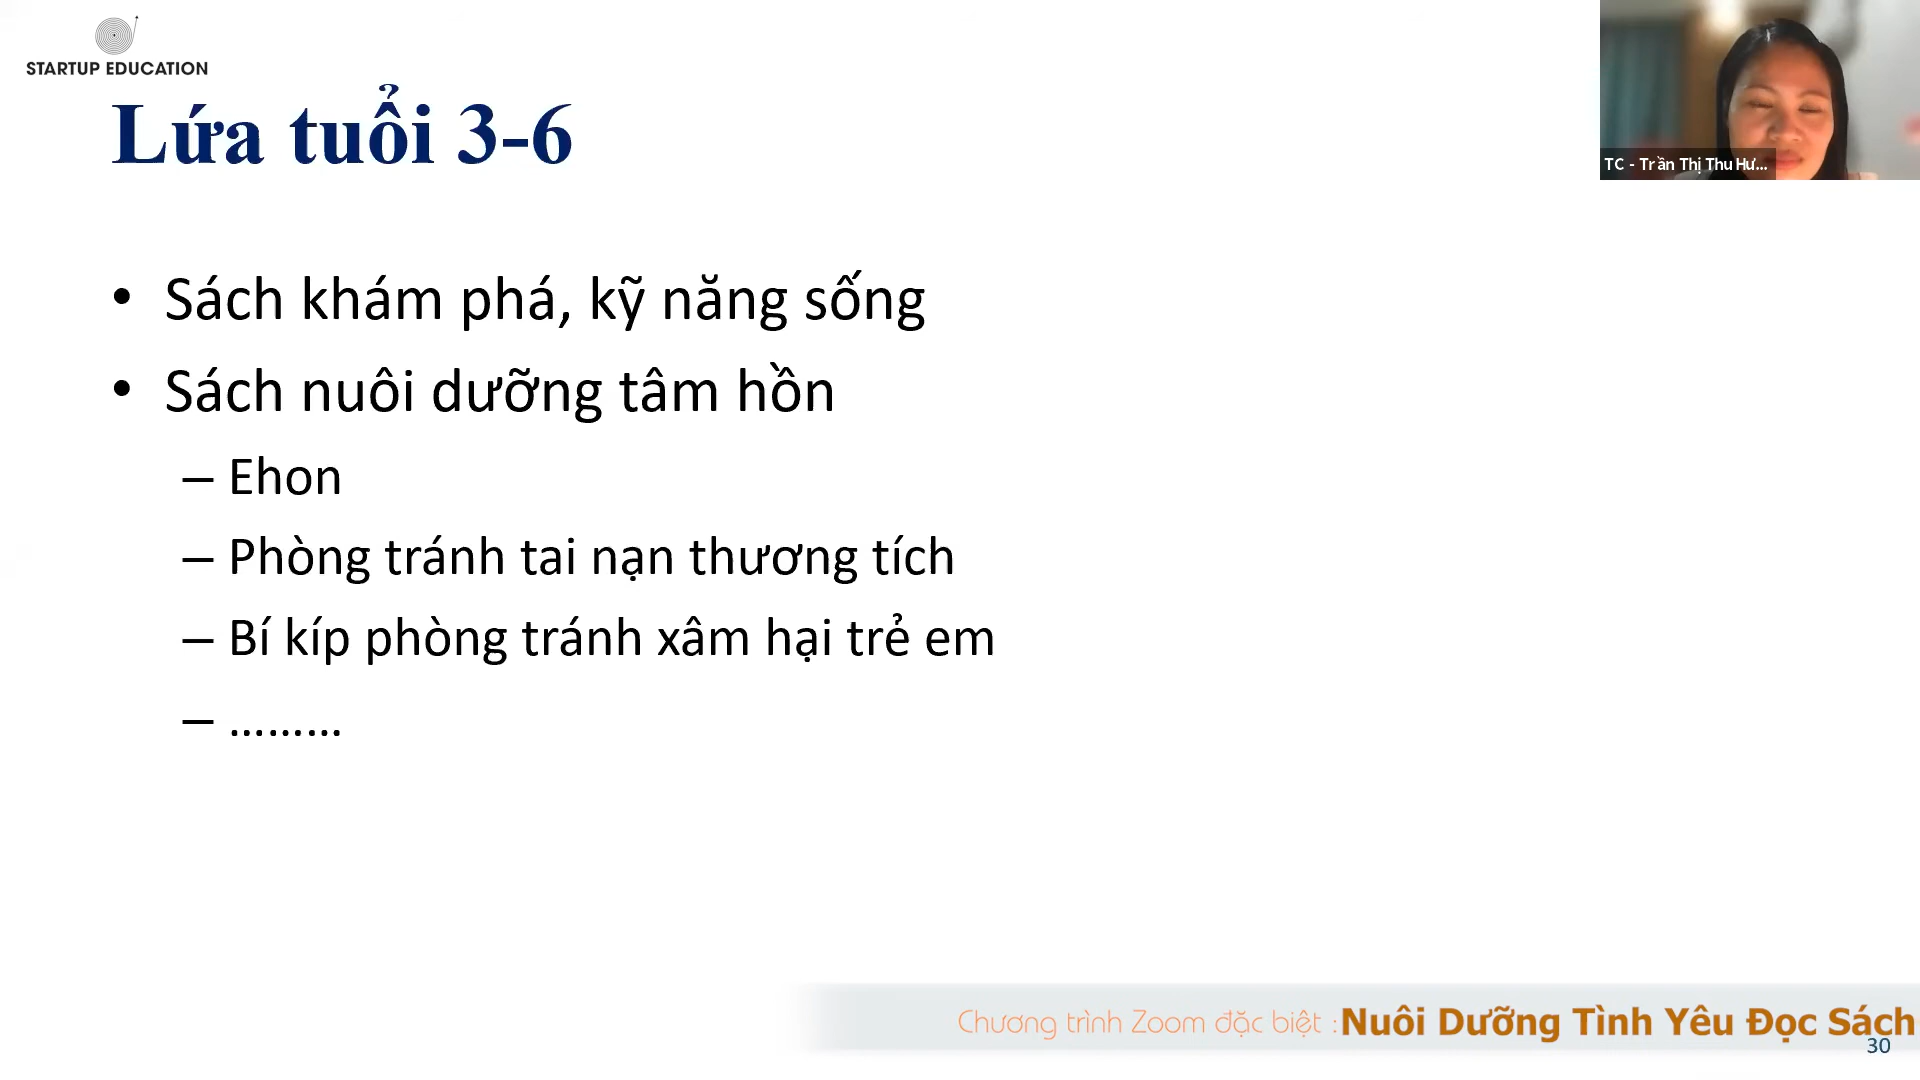 STARTUP EDUCATION
Lứa tuổi 3-6
TC - Trần Thị Thu Hư...
• Sách khám phá, kỹ năng sống
• Sách nuôi dưỡng tâm hồn
– Ehon
– Phòng tránh tai nạn thương tích
– Bí kíp phòng tránh xâm hại trẻ em
– .........
Chương trình Zoom đặc biệt : Nuôi Dưỡng Tình Yêu Đọc Sách
30